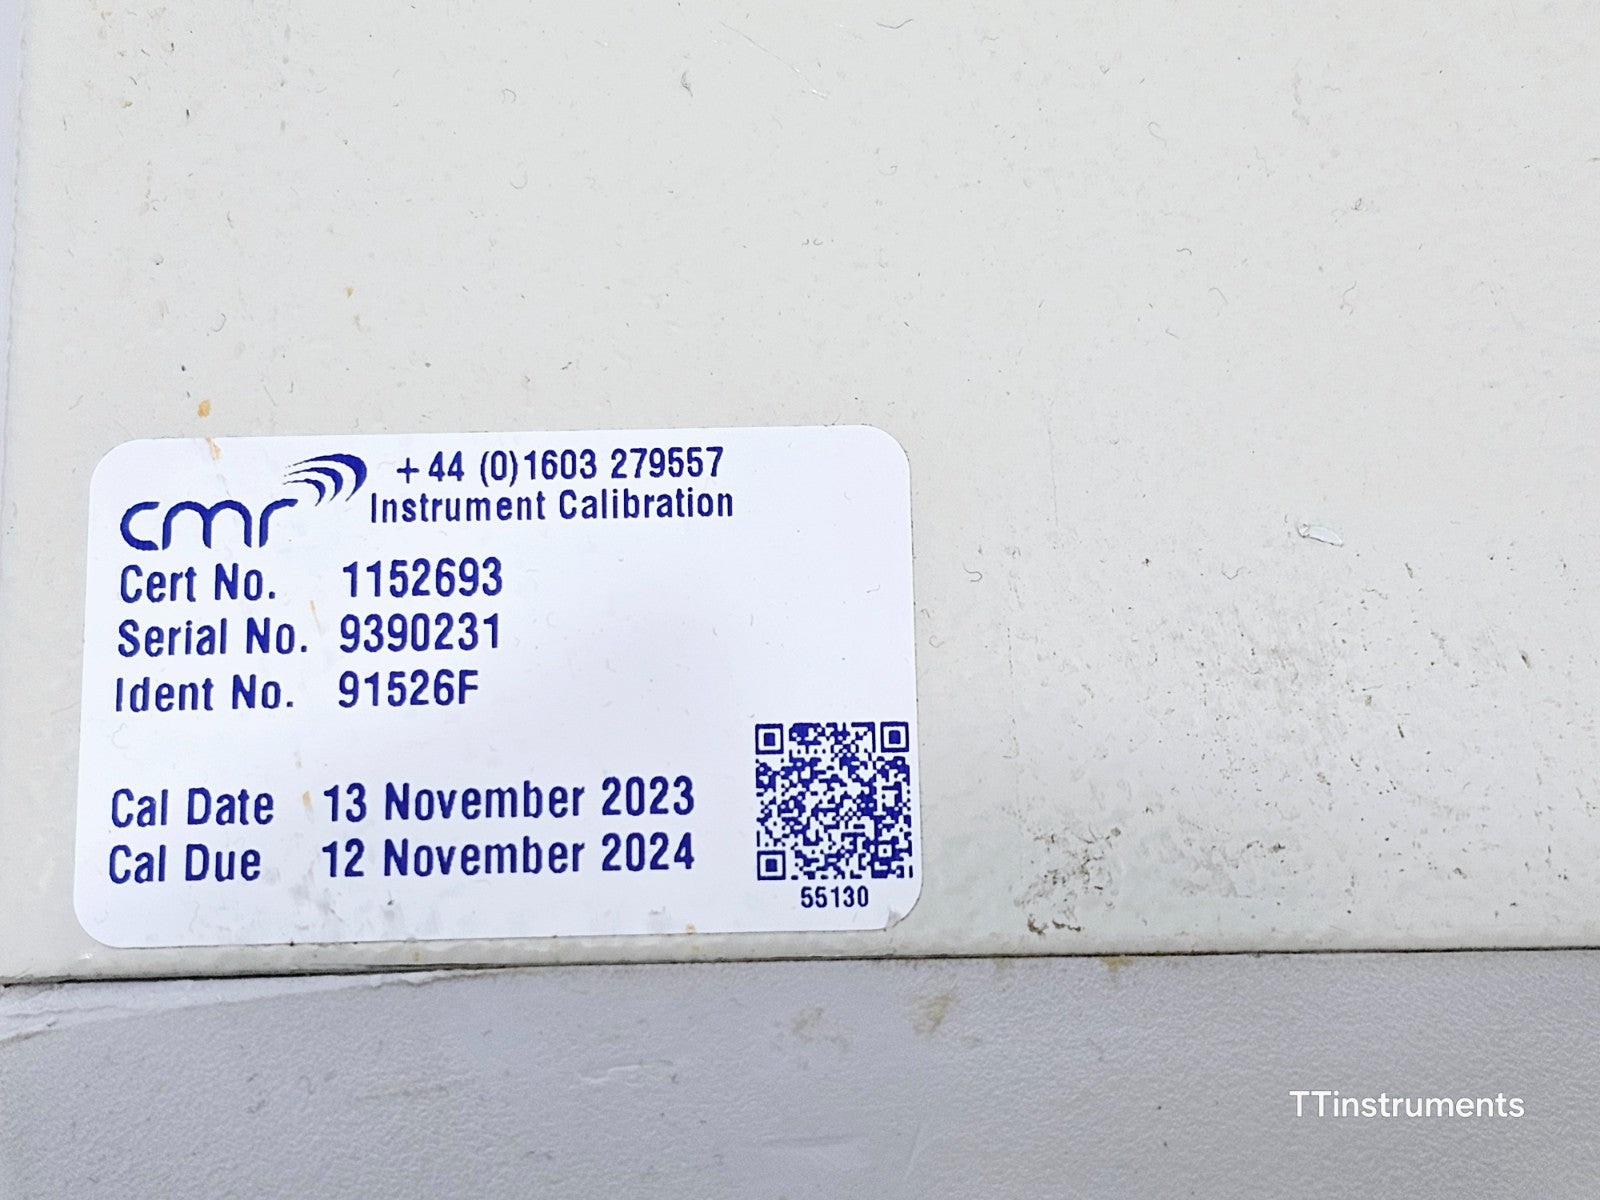 cmr
+44 (0)1603 279557
Instrument Calibration
Cert No. 1152693
Serial No. 9390231
Ident No. 91526F
Cal Date 13 November 2023
Cal Due 12 November 2024
55130
TTinstruments